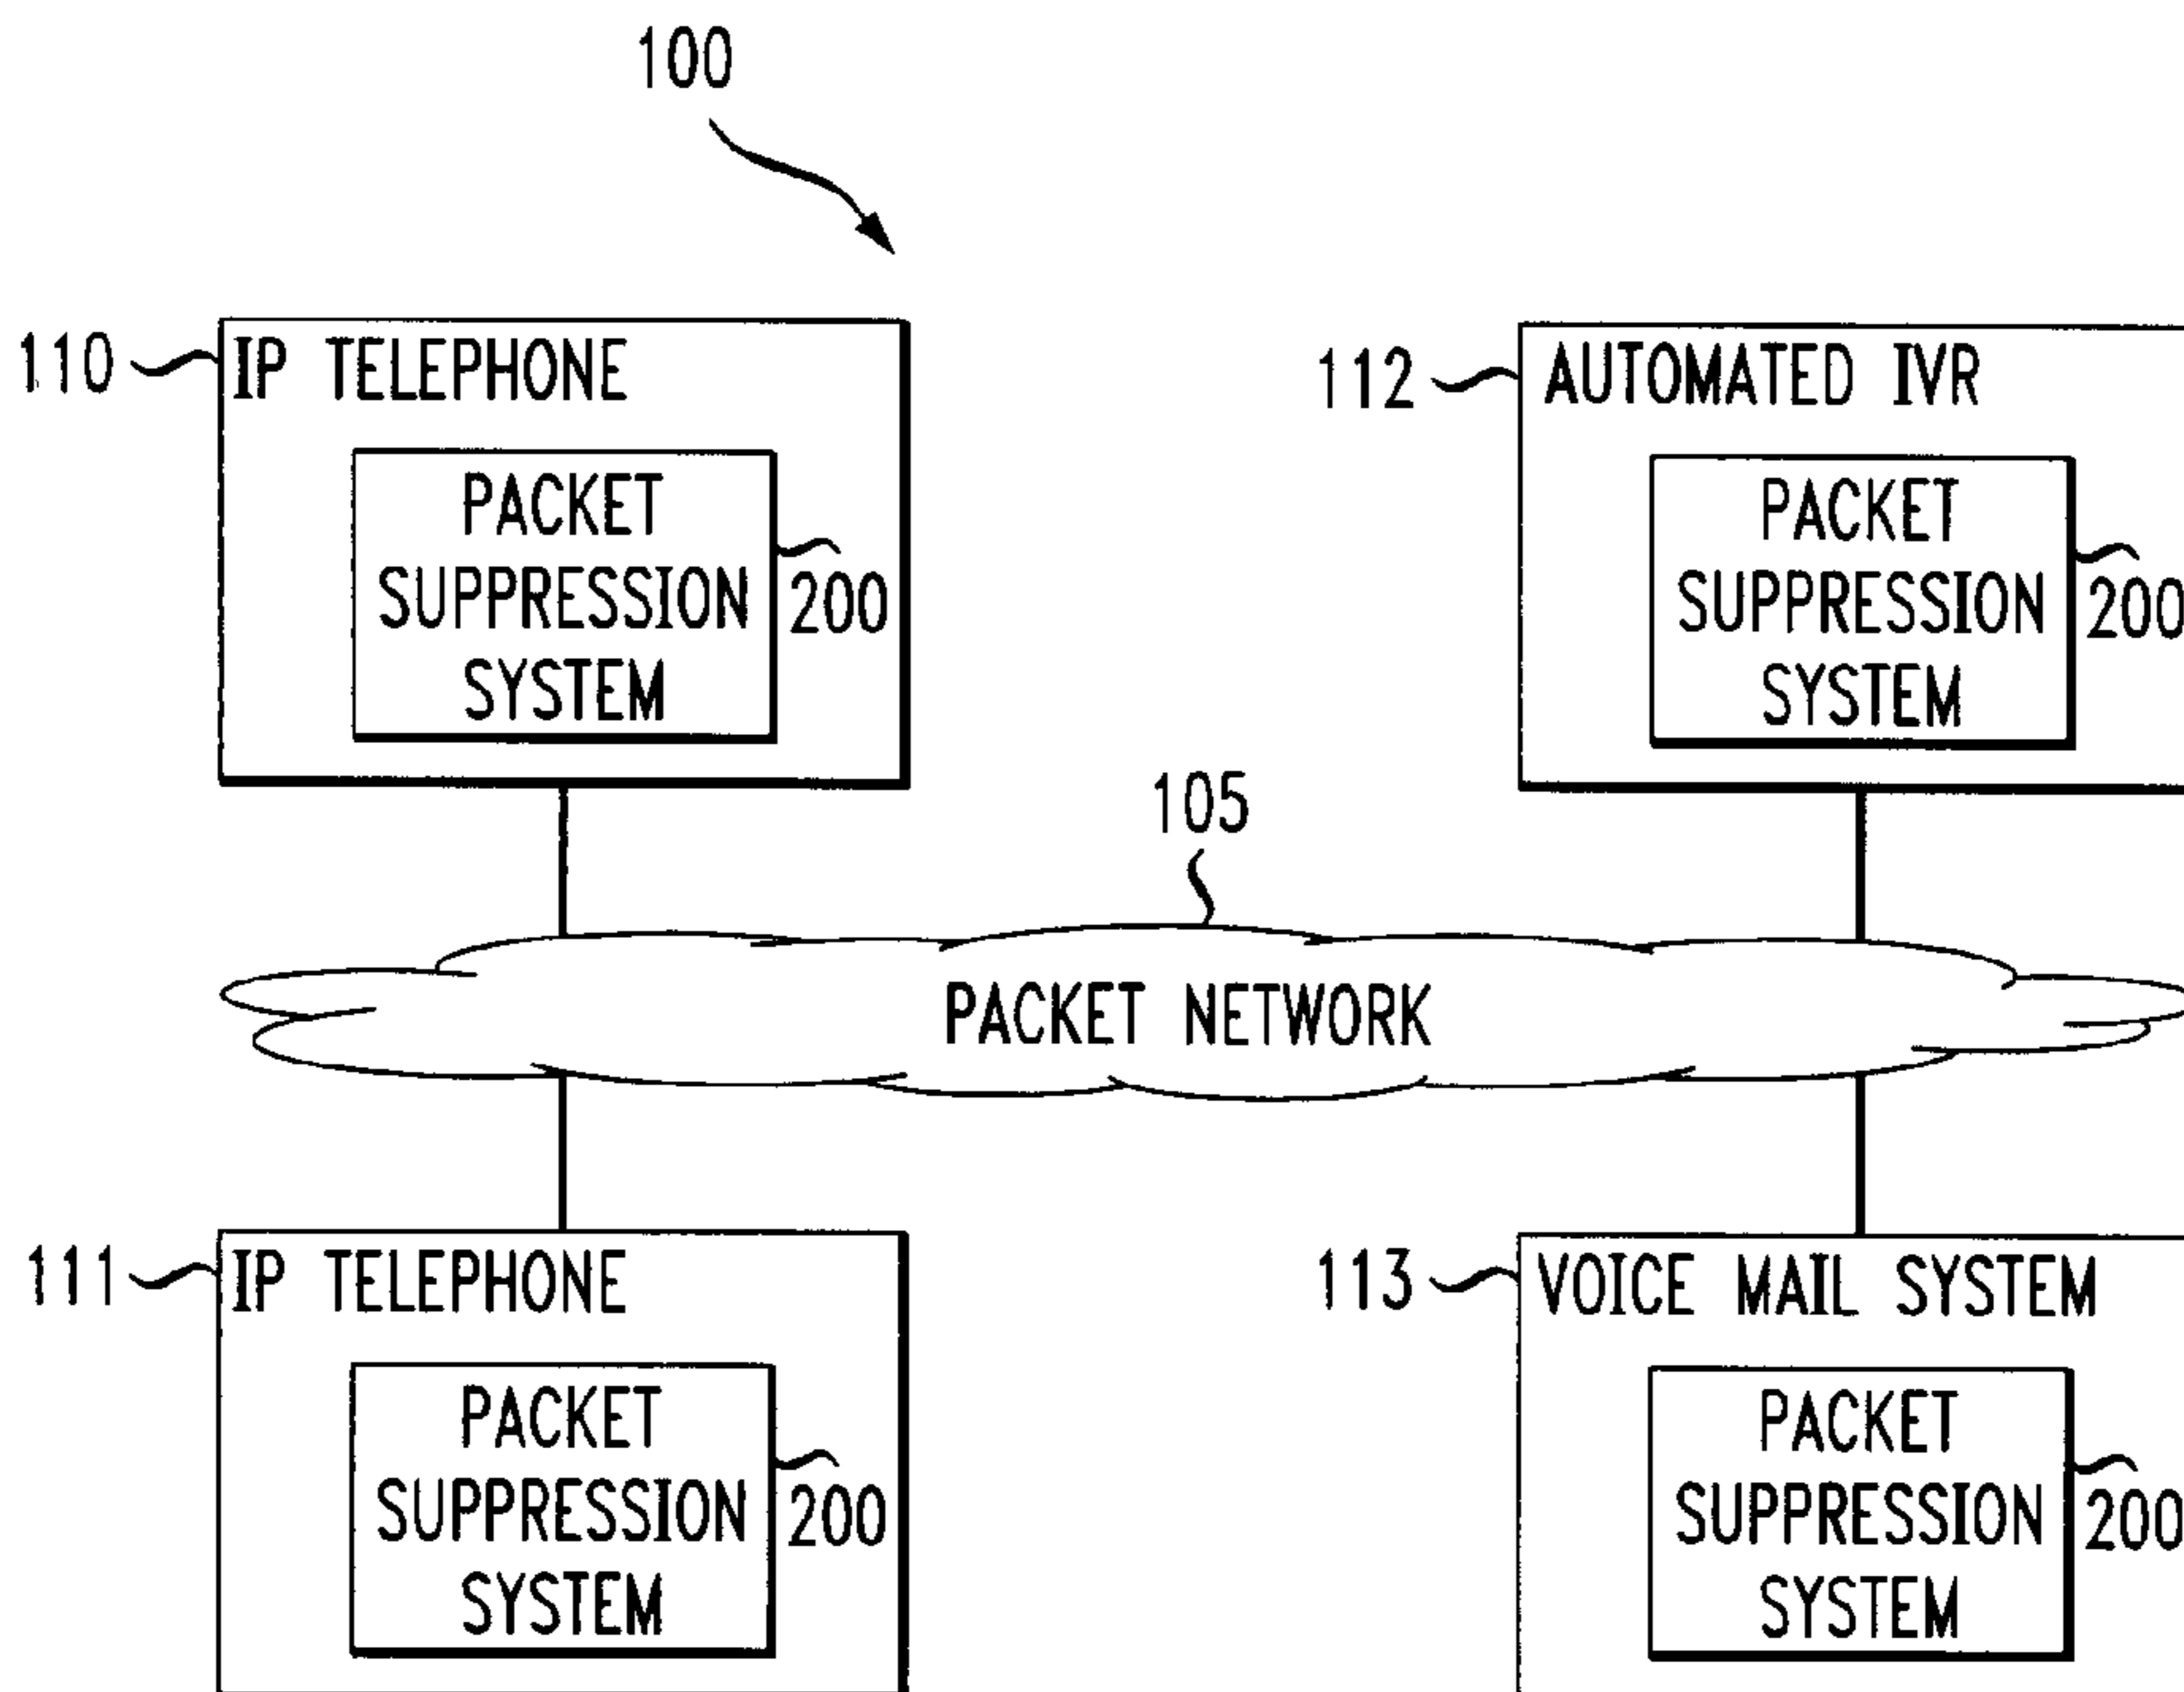 100
110
IP TELEPHONE
PACKET
SUPPRESSION
SYSTEM
200
112
AUTOMATED IVR
PACKET
SUPPRESSION
SYSTEM
200
105
PACKET NETWORK
111
IP TELEPHONE
PACKET
SUPPRESSION
SYSTEM
200
113
VOICE MAIL SYSTEM
PACKET
SUPPRESSION
SYSTEM
200